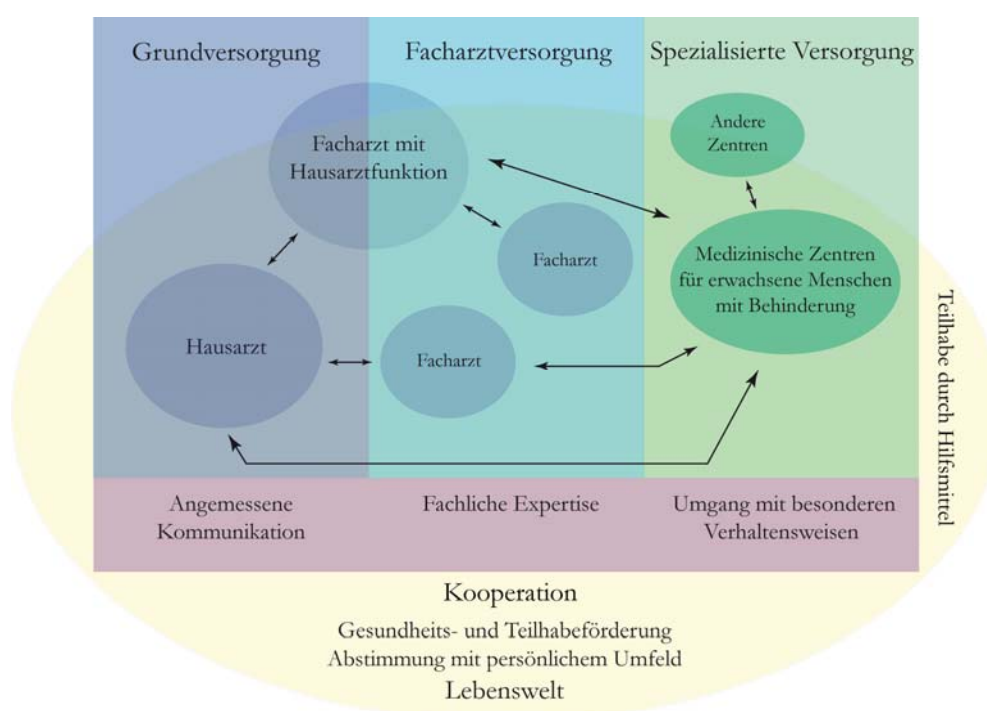 Grundversorgung
Facharztversorgung
Spezialisierte Versorgung
Facharzt mit
Hausarztfunktion
Andere
Zentren
Facharzt
Medizinische Zentren
für erwachsene Menschen
mit Behinderung
Hausarzt
Facharzt
Teilhabe durch Hilfsmittel
Angemessene
Kommunikation
Fachliche Expertise
Umgang mit besonderen
Verhaltensweisen
Kooperation
Gesundheits- und Teilhabeförderung
Abstimmung mit persönlichem Umfeld
Lebenswelt